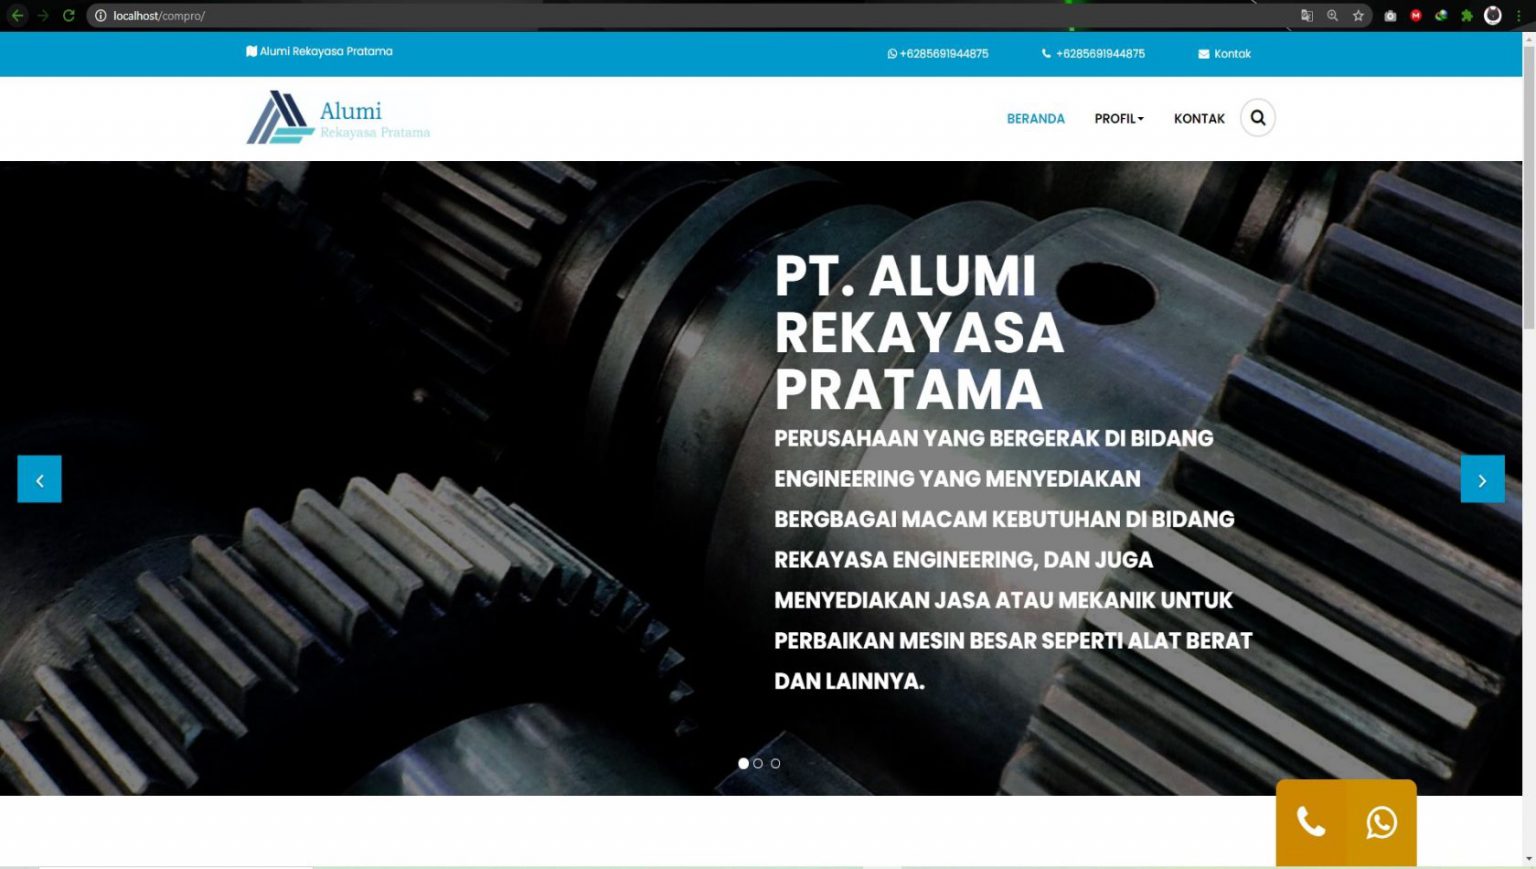 localhost/compro/
Alumi Rekayasa Pratama
+6285691944875
+6285691944875
Kontak
Alumi
Rekayasa Pratama
BERANDA
PROFIL
KONTAK
PT. ALUMI
REKAYASA
PRATAMA
PERUSAHAAN YANG BERGERAK DI BIDANG
ENGINEERING YANG MENYEDIAKAN
BERGBAGAI MACAM KEBUTUHAN DI BIDANG
REKAYASA ENGINEERING, DAN JUGA
MENYEDIAKAN JASA ATAU MEKANIK UNTUK
PERBAIKAN MESIN BESAR SEPERTI ALAT BERAT
DAN LAINNYA.